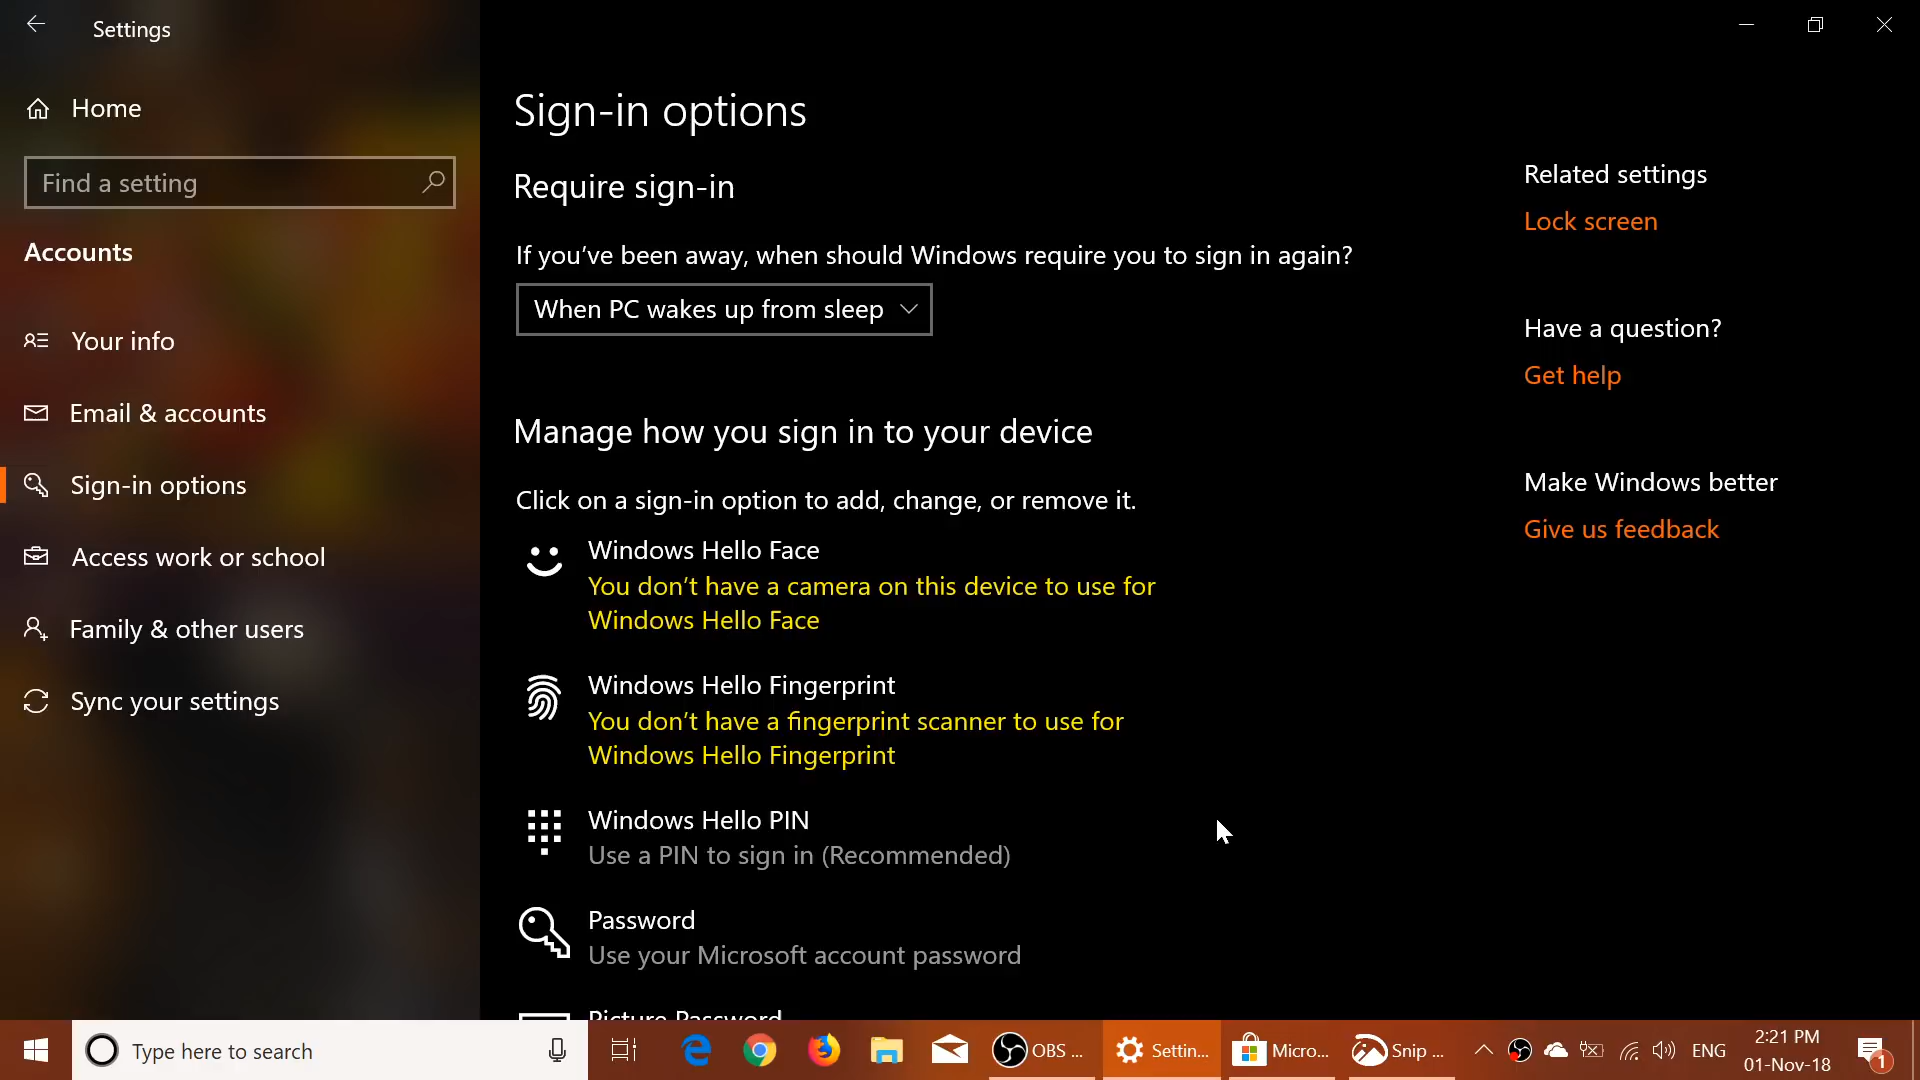 Settings
Home
Find a setting
Accounts
Your info
Email & accounts
Sign-in options
Access work or school
Family & other users
Sync your settings
Sign-in options
Require sign-in
If you’ve been away, when should Windows require you to sign in again?
When PC wakes up from sleep
Manage how you sign in to your device
Click on a sign-in option to add, change, or remove it.
Windows Hello Face
You don’t have a camera on this device to use for
Windows Hello Face
Windows Hello Fingerprint
You don’t have a fingerprint scanner to use for
Windows Hello Fingerprint
Windows Hello PIN
Use a PIN to sign in (Recommended)
Password
Use your Microsoft account password
Picture Password
Related settings
Lock screen
Have a question?
Get help
Make Windows better
Give us feedback
Type here to search
OBS ...
Settin...
Micro...
Snip ...
ENG
2:21 PM
01-Nov-18
1